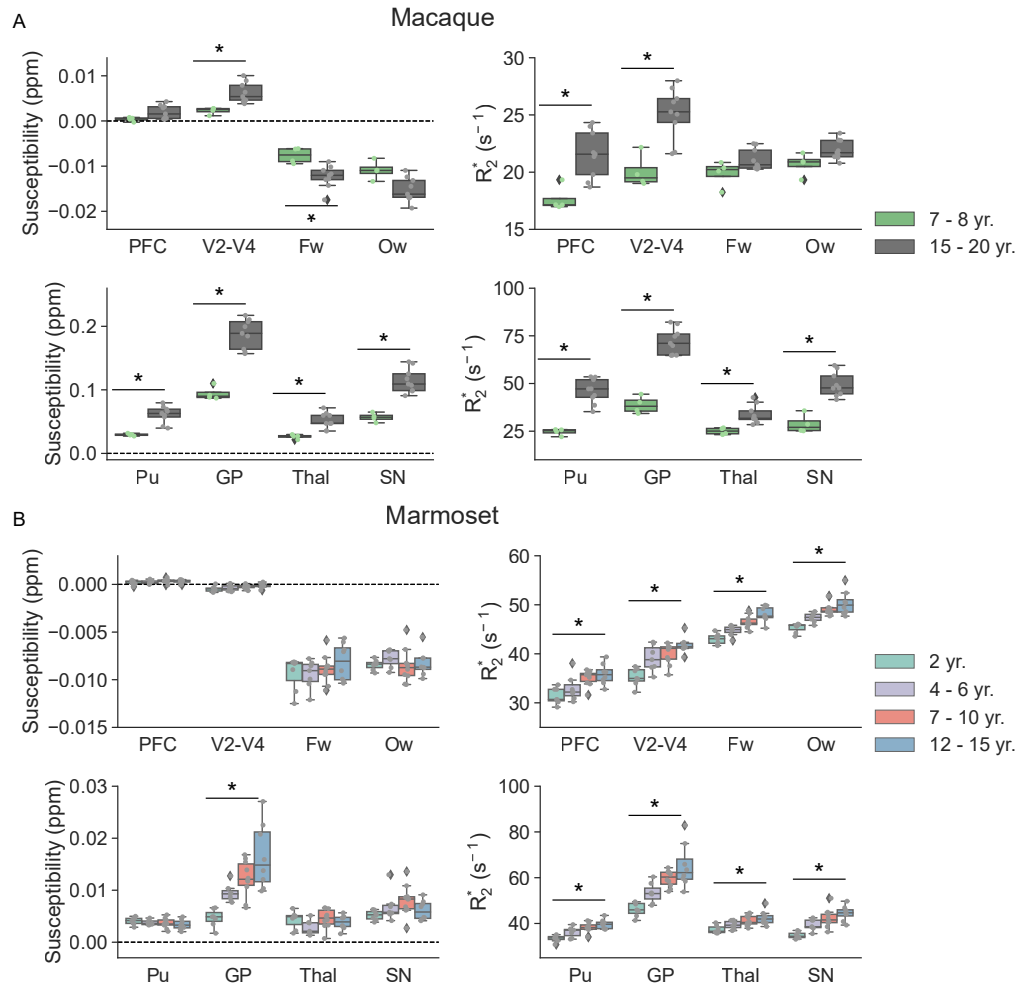 A
Macaque
Susceptibility (ppm)
0.01
0.00
−0.01
−0.02
*
*
PFC V2-V4 Fw Ow
R₂* (s⁻¹)
30
25
20
15
*
*
PFC V2-V4 Fw Ow
7 - 8 yr.
15 - 20 yr.
Susceptibility (ppm)
0.2
0.1
0.0
*
*
*
*
Pu GP Thal SN
R₂* (s⁻¹)
100
75
50
25
*
*
*
*
Pu GP Thal SN
B
Marmoset
Susceptibility (ppm)
0.000
−0.005
−0.010
−0.015
PFC V2-V4 Fw Ow
R₂* (s⁻¹)
60
50
40
30
*
*
*
*
PFC V2-V4 Fw Ow
2 yr.
4 - 6 yr.
7 - 10 yr.
12 - 15 yr.
Susceptibility (ppm)
0.03
0.02
0.01
0.00
*
Pu GP Thal SN
R₂* (s⁻¹)
100
80
60
40
*
*
*
*
Pu GP Thal SN